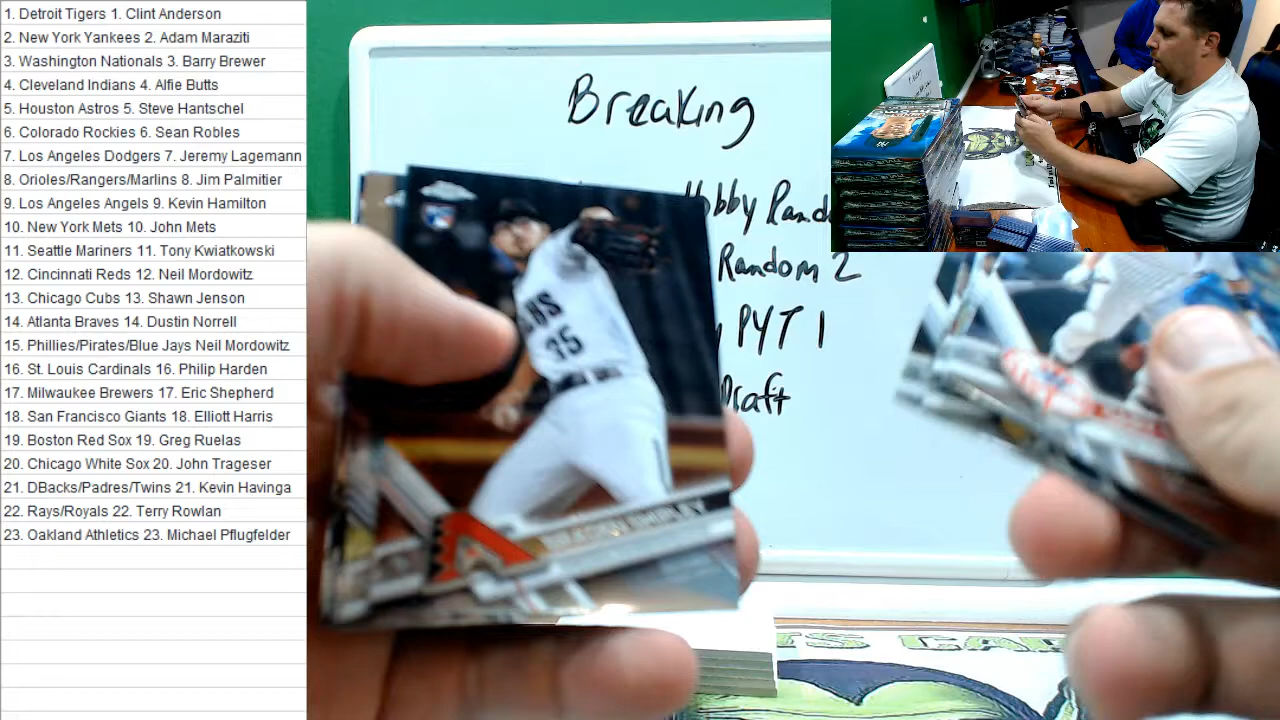 1. Detroit Tigers 1. Clint Anderson
2. New York Yankees 2. Adam Maraziti
3. Washington Nationals 3. Barry Brewer
4. Cleveland Indians 4. Alfie Butts
5. Houston Astros 5. Steve Hantschel
6. Colorado Rockies 6. Sean Robles
7. Los Angeles Dodgers 7. Jeremy Lagemann
8. Orioles/Rangers/Marlins 8. Jim Palmitier
9. Los Angeles Angels 9. Kevin Hamilton
10. New York Mets 10. John Mets
11. Seattle Mariners 11. Tony Kwiatkowski
12. Cincinnati Reds 12. Neil Mordowitz
13. Chicago Cubs 13. Shawn Jenson
14. Atlanta Braves 14. Dustin Norrell
15. Phillies/Pirates/Blue Jays Neil Mordowitz
16. St. Louis Cardinals 16. Philip Harden
17. Milwaukee Brewers 17. Eric Shepherd
18. San Francisco Giants 18. Elliott Harris
19. Boston Red Sox 19. Greg Ruelas
20. Chicago White Sox 20. John Trageser
21. DBacks/Padres/Twins 21. Kevin Havinga
22. Rays/Royals 22. Terry Rowlan
23. Oakland Athletics 23. Michael Pflugfelder
Breaking
Hobby Rand
Random 2
PYT 1
Draft
15
SHIPLEY